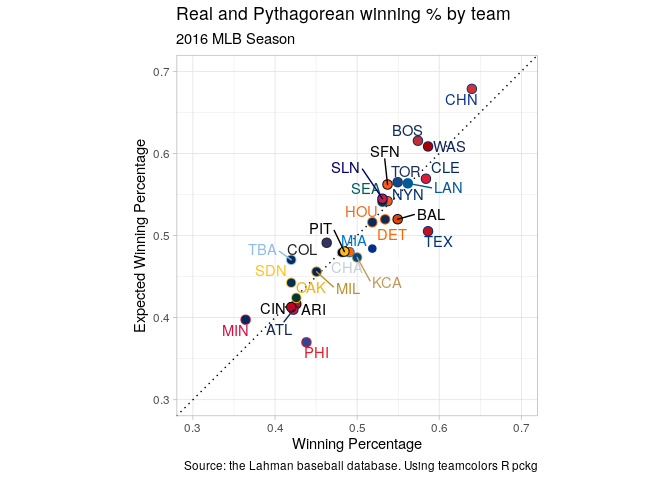 Real and Pythagorean winning % by team
2016 MLB Season
0.7
CHN
BOS
WAS
SFN
0.6
SLN
TOR
CLE
SEA
LAN
NYN
HOU
BAL
PIT
MIA
DET
TEX
0.5
TBA
COL
CHA
SDN
KCA
OAK
MIL
0.4
CIN
ARI
MIN
ATL
PHI
0.3
0.3
0.4
0.5
0.6
0.7
Expected Winning Percentage
Winning Percentage
Source: the Lahman baseball database. Using teamcolors R pckg